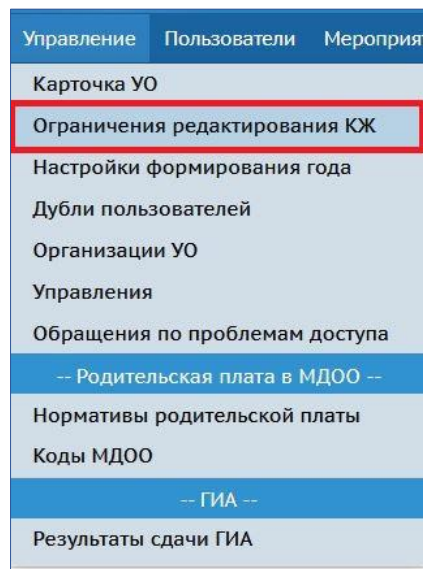 Управление Пользователи Мероприят
Карточка УО
Ограничения редактирования КЖ
Настройки формирования года
Дубли пользователей
Организации УО
Управления
Обращения по проблемам доступа
-- Родительская плата в МДОО --
Нормативы родительской платы
Коды МДОО
-- ГИА --
Результаты сдачи ГИА